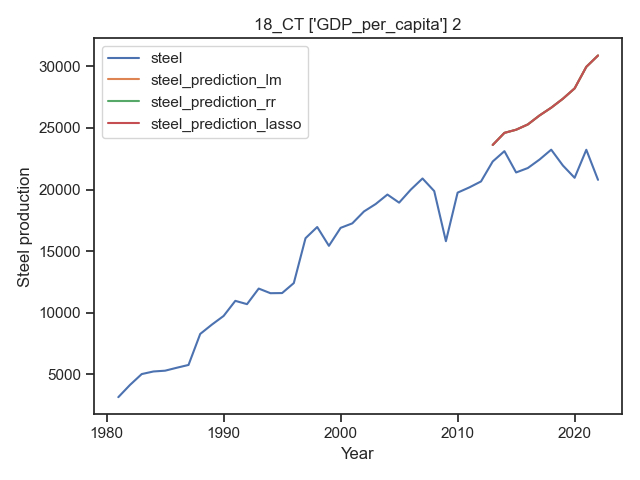 18_CT ['GDP_per_capita'] 2
steel
steel_prediction_lm
steel_prediction_rr
steel_prediction_lasso
Steel production
30000
25000
20000
15000
10000
5000
1980
1990
2000
2010
2020
Year